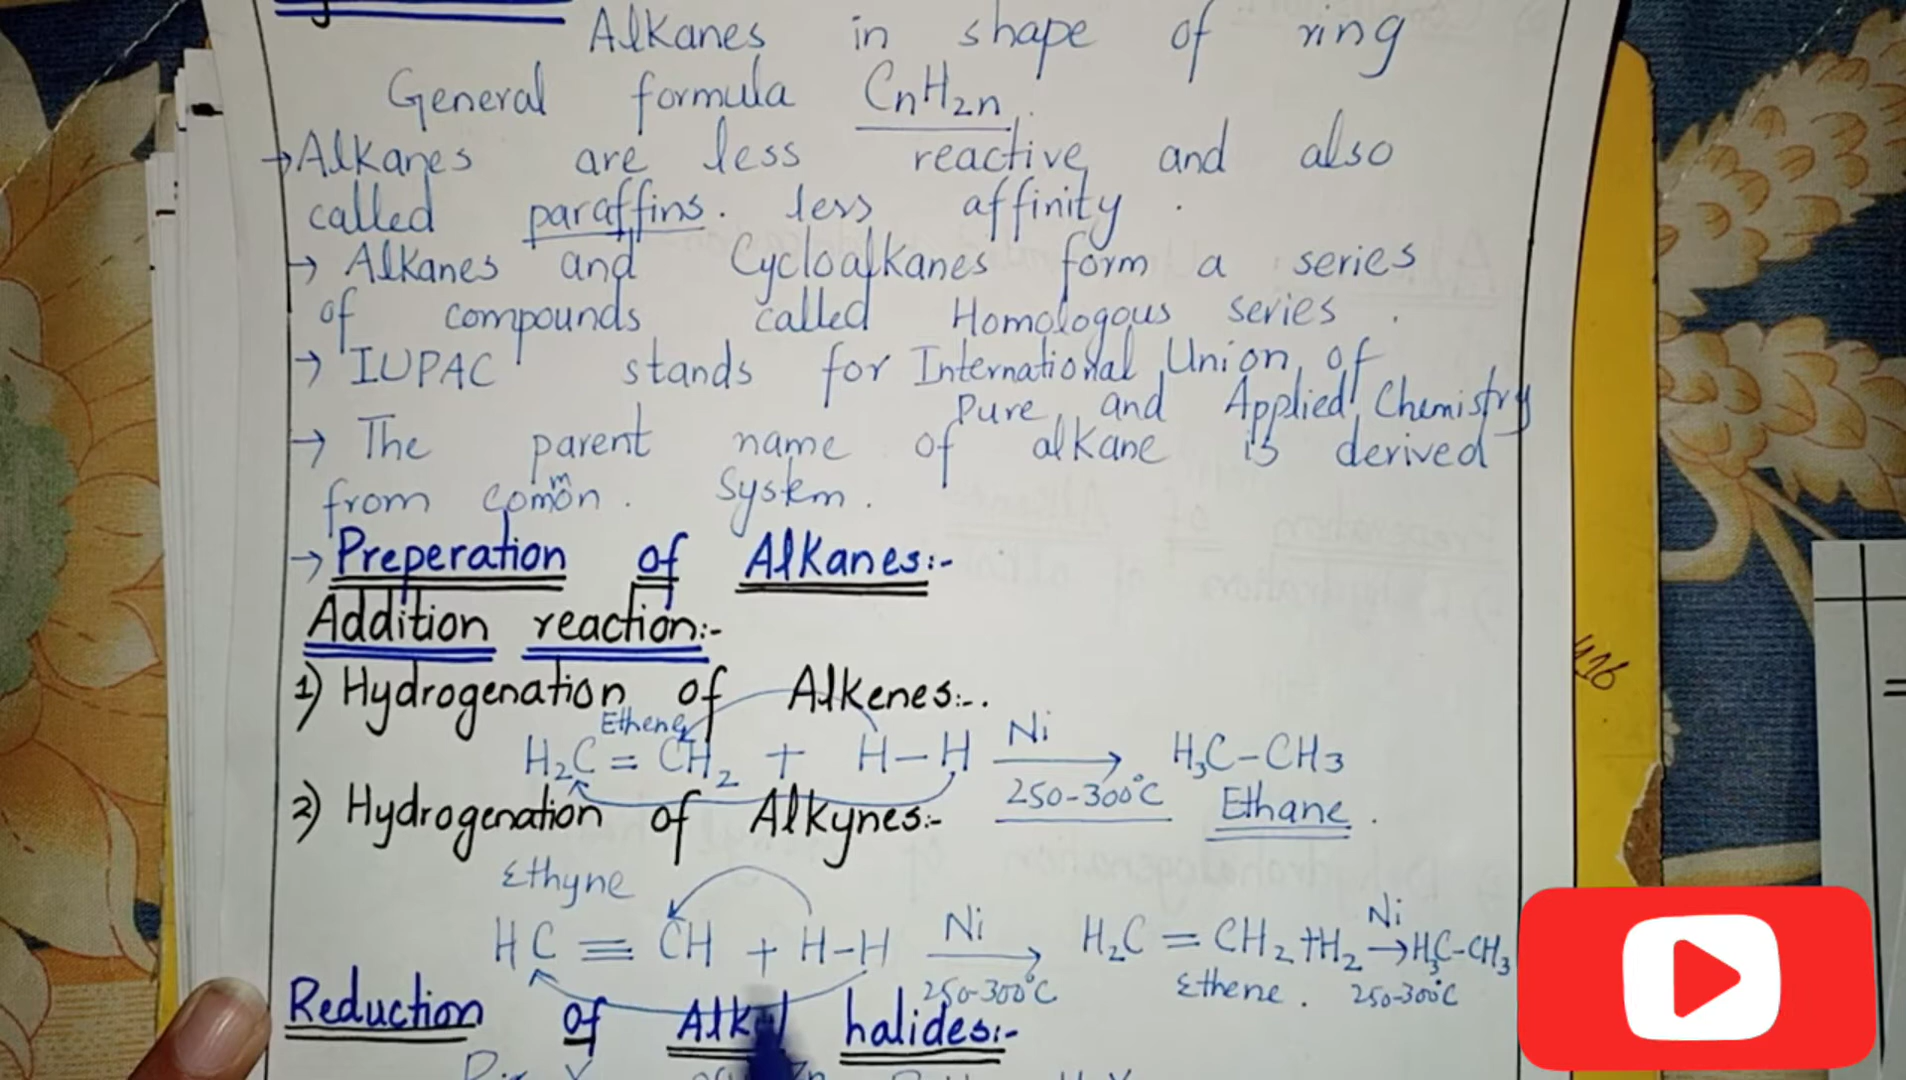 Alkanes in shape of ring
General formula CnH2n
→ Alkanes are less reactive and also
called paraffins. less affinity.
→ Alkanes and Cycloalkanes form a series
of compounds called Homologous series.
→ IUPAC stands for International Union of
Pure and Applied Chemistry
→ The parent name of alkane is derived
from common. System.
→ Preperation of Alkanes:-
Addition reaction:-
1) Hydrogenation of Alkenes:-.
Ethene
H2C = CH2 + H-H Ni → H3C-CH3
250-300°C Ethane.
2) Hydrogenation of Alkynes:-
Ethyne
HC ≡ CH + H-H Ni → H2C = CH2 + H2 Ni → H3C-CH3
250-300°C Ethene. 250-300°C
Reduction of Alkyl halides:-
416